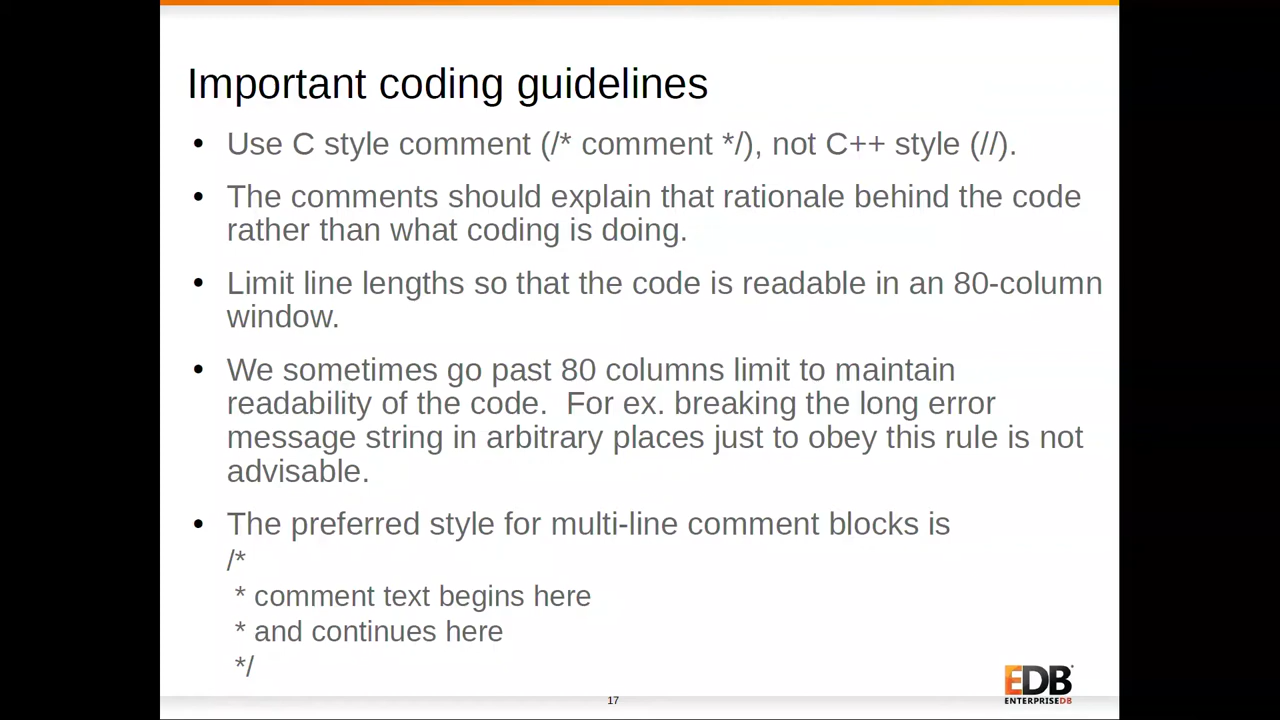 Important coding guidelines
• Use C style comment (/* comment */), not C++ style (//).
• The comments should explain that rationale behind the code
rather than what coding is doing.
• Limit line lengths so that the code is readable in an 80-column
window.
• We sometimes go past 80 columns limit to maintain
readability of the code.  For ex. breaking the long error
message string in arbitrary places just to obey this rule is not
advisable.
• The preferred style for multi-line comment blocks is
/*
 * comment text begins here
 * and continues here
 */
EDB
ENTERPRISEDB
17